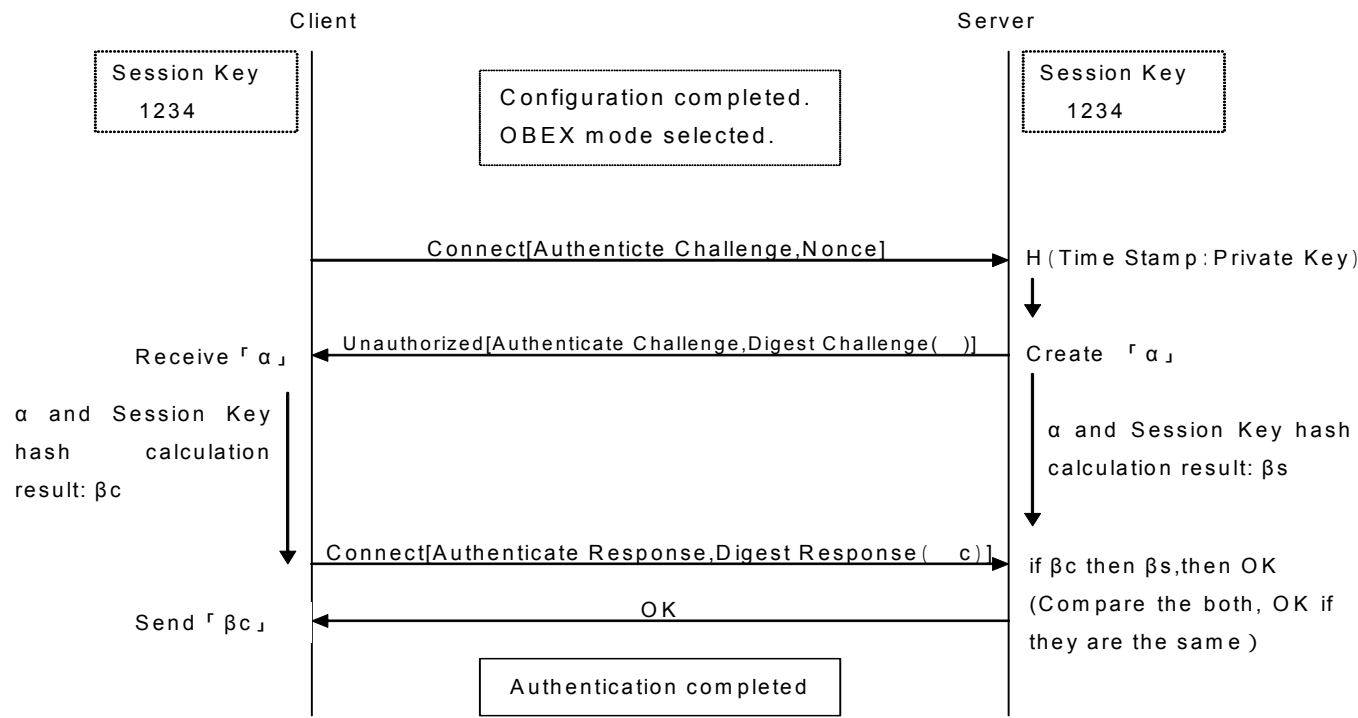 Client
Server
Session Key
1234
Configuration completed.
OBEX mode selected.
Session Key
1234
Connect[Authenticte Challenge,Nonce]
H(Time Stamp:Private Key)
Unauthorized[Authenticate Challenge,Digest Challenge( )]
Receive「α」
Create 「α」
α and Session Key
hash calculation
result: βc
α and Session Key hash
calculation result: βs
Connect[Authenticate Response,Digest Response( c)]
if βc then βs,then OK
(Compare the both, OK if
they are the same)
OK
Send「βc」
Authentication completed